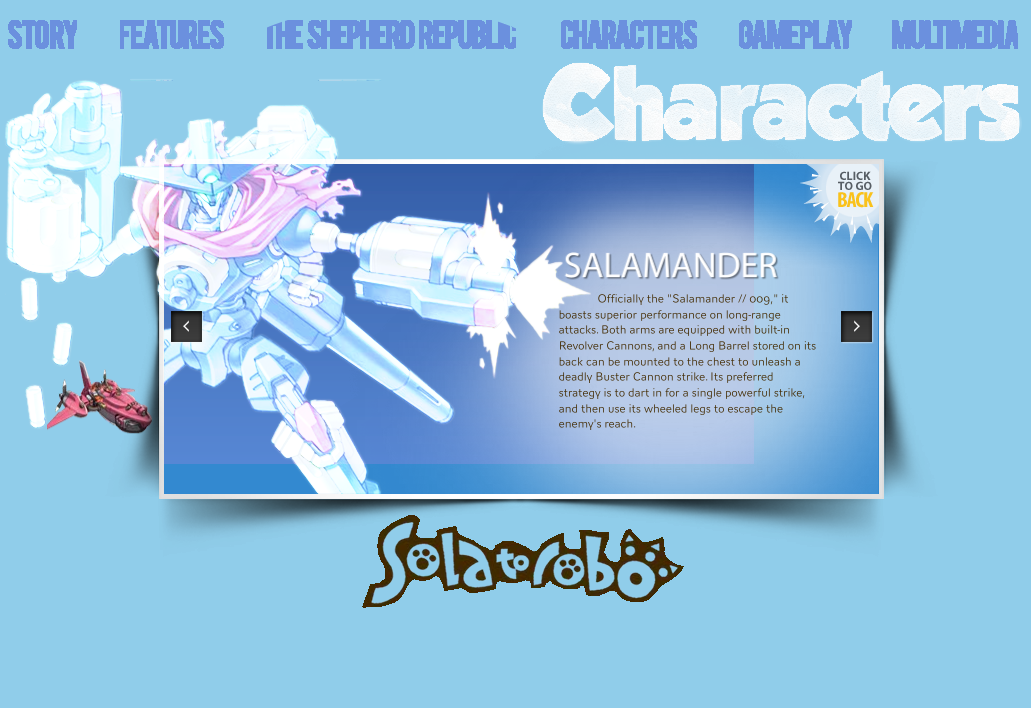 STORY FEATURES THE SHEPHERD REPUBLIC CHARACTERS GAMEPLAY MULTIMEDIA
Characters
CLICK
TO GO
BACK
SALAMANDER
Officially the "Salamander // 009," it
boasts superior performance on long-range
attacks. Both arms are equipped with built-in
Revolver Cannons, and a Long Barrel stored on its
back can be mounted to the chest to unleash a
deadly Buster Cannon strike. Its preferred
strategy is to dart in for a single powerful strike,
and then use its wheeled legs to escape the
enemy's reach.
Solatorobo